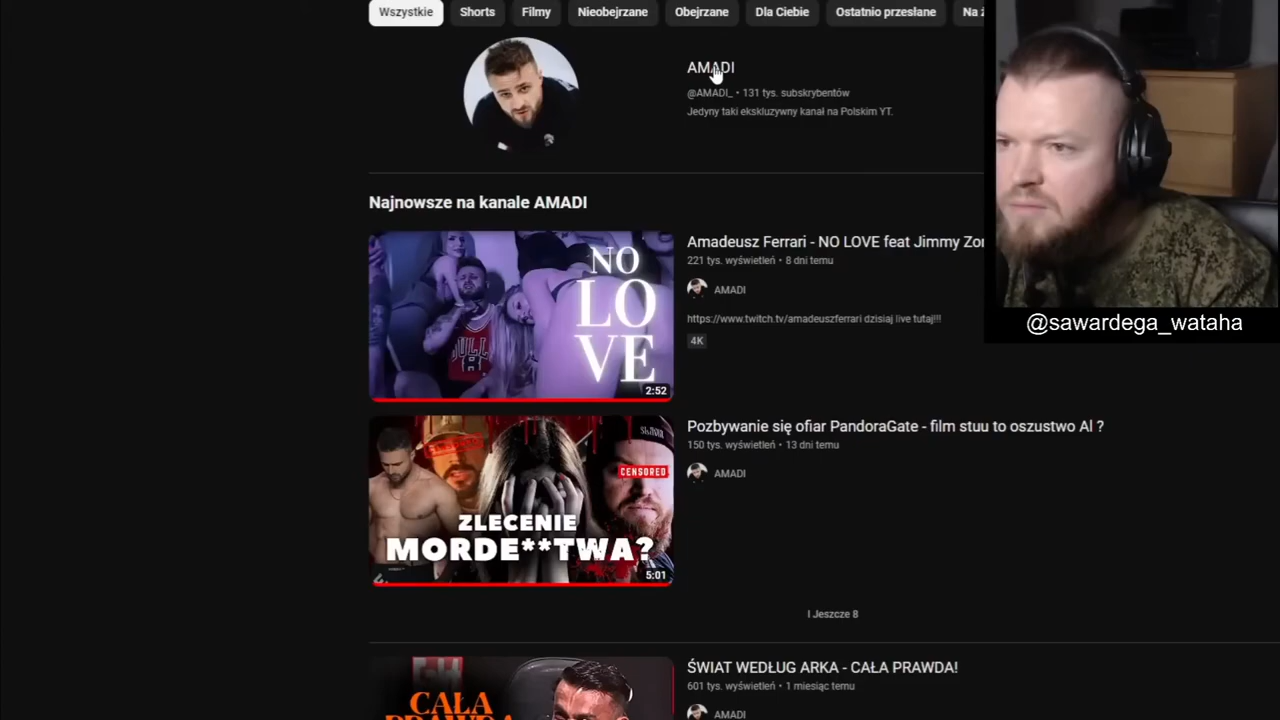 Wszystkie Shorts Filmy Nieobejrzane Obejrzane Dla Ciebie Ostatnio przesłane Na
AMADI
@AMADI_ • 131 tys. subskrybentów
Jedyny taki ekskluzywny kanał na Polskim YT.
@sawardega_wataha
Najnowsze na kanale AMADI
NO
LO
VE
BULL
2:52
Amadeusz Ferrari - NO LOVE feat Jimmy
221 tys. wyświetleń • 8 dni temu
AMADI
https://www.twitch.tv/amadeuszferrari dzisiaj live tutaj!!!
4K
CENSORED
ZLECENIE
MORDE**TWA?
5:01
Pozbywanie się ofiar PandoraGate - film stuu to oszustwo AI ?
150 tys. wyświetleń • 13 dni temu
AMADI
I Jeszcze 8
CAŁA
PRAWDA
ŚWIAT WEDŁUG ARKA - CAŁA PRAWDA!
601 tys. wyświetleń • 1 miesiąc temu
AMADI